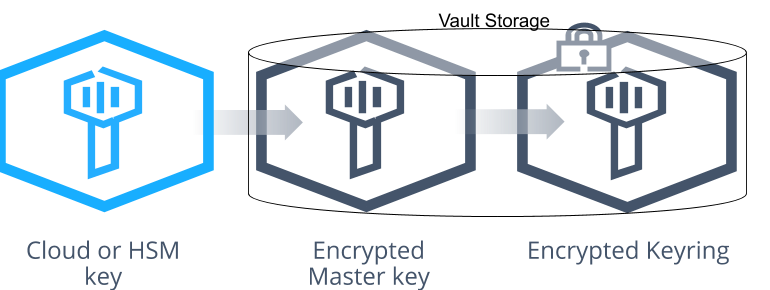 Vault Storage
Cloud or HSM
key
Encrypted
Master key
Encrypted Keyring